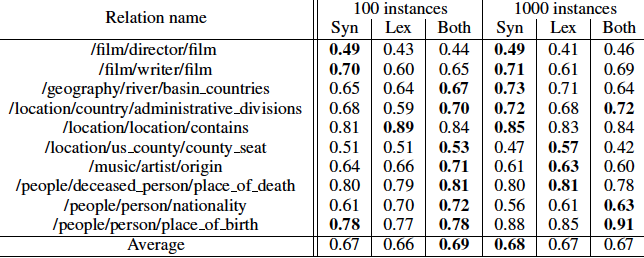 Relation name 100 instances 1000 instances
Syn Lex Both Syn Lex Both
/film/director/film 0.49 0.43 0.44 0.49 0.41 0.46
/film/writer/film 0.70 0.60 0.65 0.71 0.61 0.69
/geography/river/basin_countries 0.65 0.64 0.67 0.73 0.71 0.64
/location/country/administrative_divisions 0.68 0.59 0.70 0.72 0.68 0.72
/location/location/contains 0.81 0.89 0.84 0.85 0.83 0.84
/location/us_county/county_seat 0.51 0.51 0.53 0.47 0.57 0.42
/music/artist/origin 0.64 0.66 0.71 0.61 0.63 0.60
/people/deceased_person/place_of_death 0.80 0.79 0.81 0.80 0.81 0.78
/people/person/nationality 0.61 0.70 0.72 0.56 0.61 0.63
/people/person/place_of_birth 0.78 0.77 0.78 0.88 0.85 0.91
Average 0.67 0.66 0.69 0.68 0.67 0.67